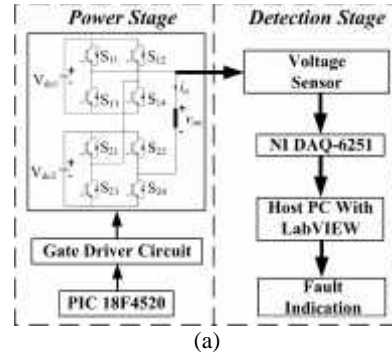 Power Stage
Detection Stage
S11
S12
Vdc1
S13
S14
S21
S22
Vdc2
S23
S24
Voltage
Sensor
NI DAQ-6251
Host PC With
LabVIEW
Gate Driver Circuit
PIC 18F4520
Fault
Indication
(a)